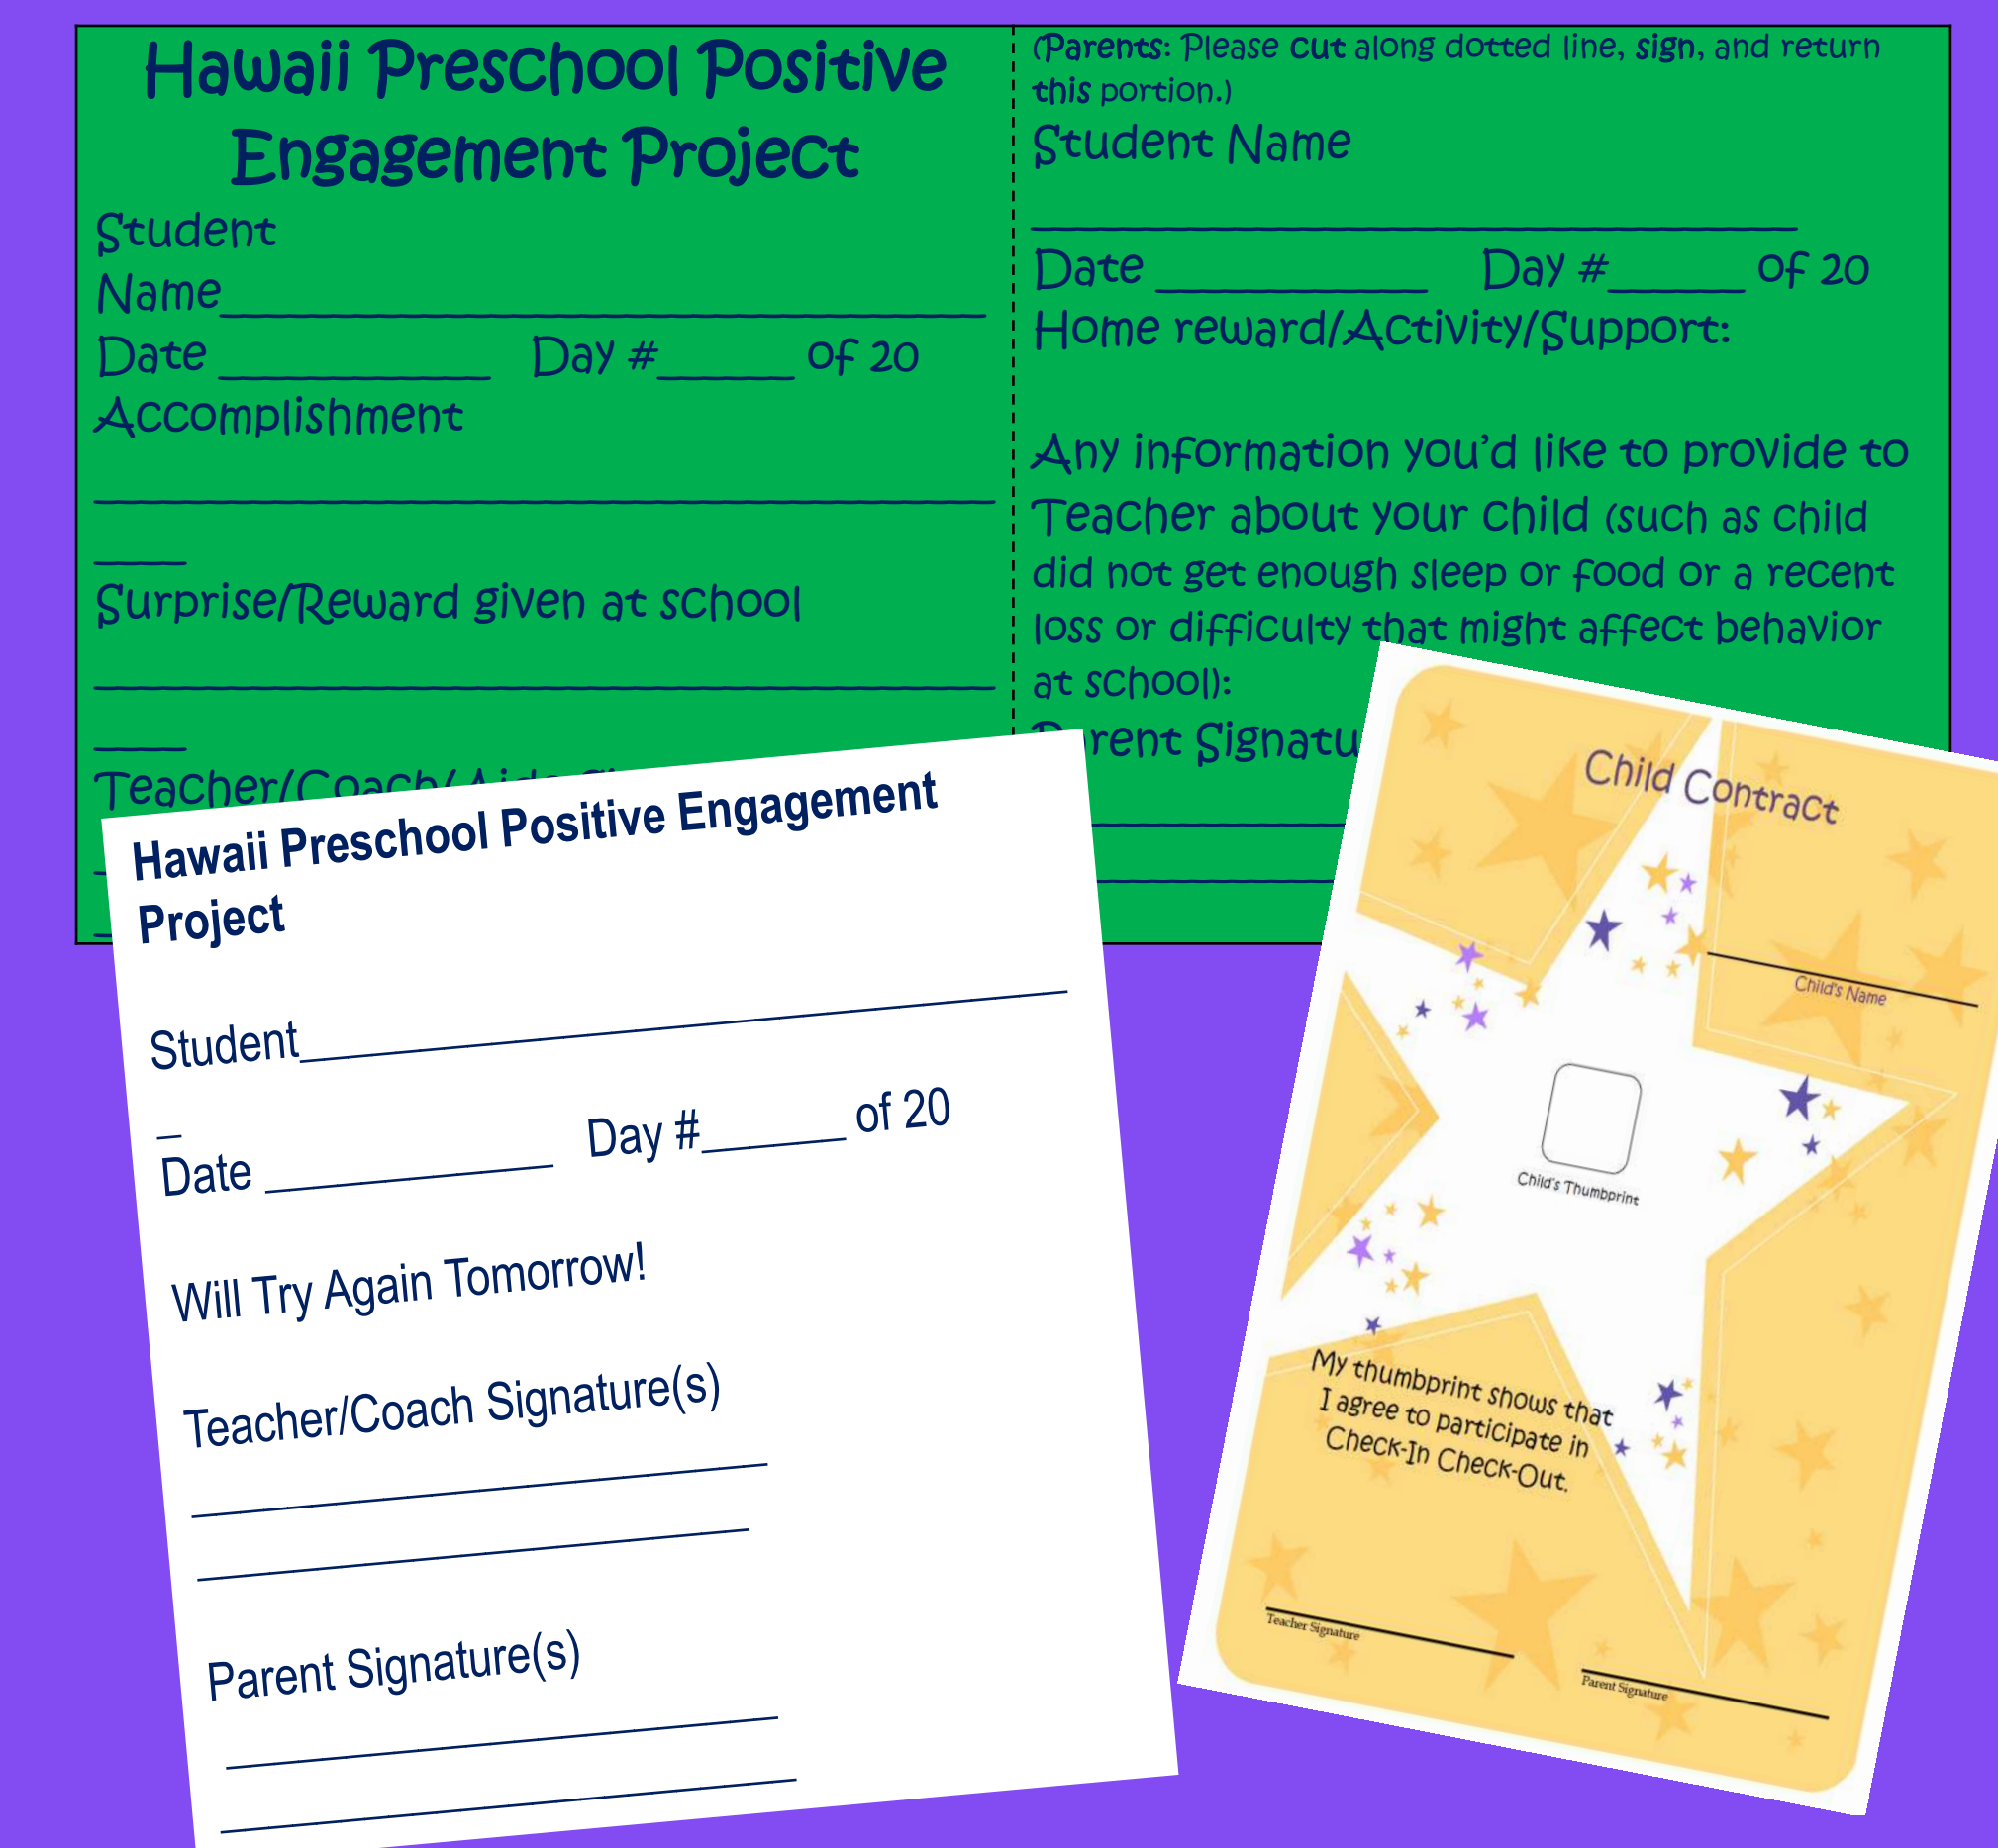 Hawaii Preschool Positive
Engagement Project
Student
Name
Date Day # of 20
Accomplishment
Surprise/Reward given at school
Teacher/Coach/Aide
(Parents: Please cut along dotted line, sign, and return
this portion.)
Student Name
Date Day # of 20
Home reward/Activity/Support:
Any information you’d like to provide to
Teacher about your child (such as child
did not get enough sleep or food or a recent
loss or difficulty that might affect behavior
at school):
Parent Signatu
Hawaii Preschool Positive Engagement
Project
Student
Date Day # of 20
Will Try Again Tomorrow!
Teacher/Coach Signature(s)
Parent Signature(s)
Child Contract
Child's Name
Child's Thumbprint
My thumbprint shows that
I agree to participate in
Check-In Check-Out.
Teacher Signature
Parent Signature